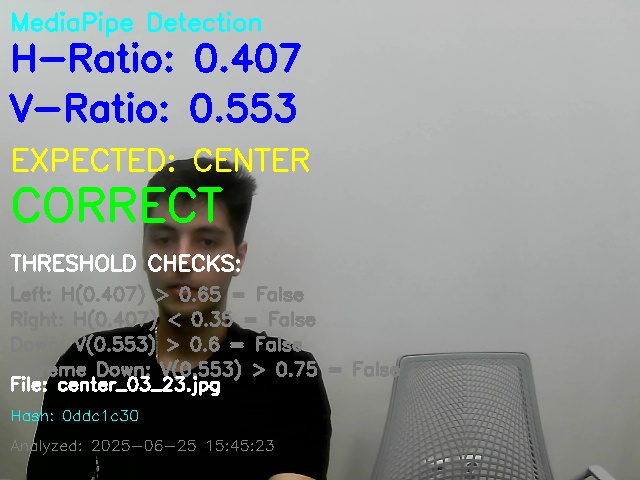 MediaPipe Detection
H-Ratio: 0.407
V-Ratio: 0.553
EXPECTED: CENTER
CORRECT
THRESHOLD CHECKS:
Left: H(0.407) > 0.65 = False
Right: H(0.407) < 0.35 = False
Down: V(0.553) > 0.6 = False
eme Down: V(0.553) > 0.75 = False
File: center_03_23.jpg
Hash: 0ddc1c30
Analyzed: 2025-06-25 15:45:23